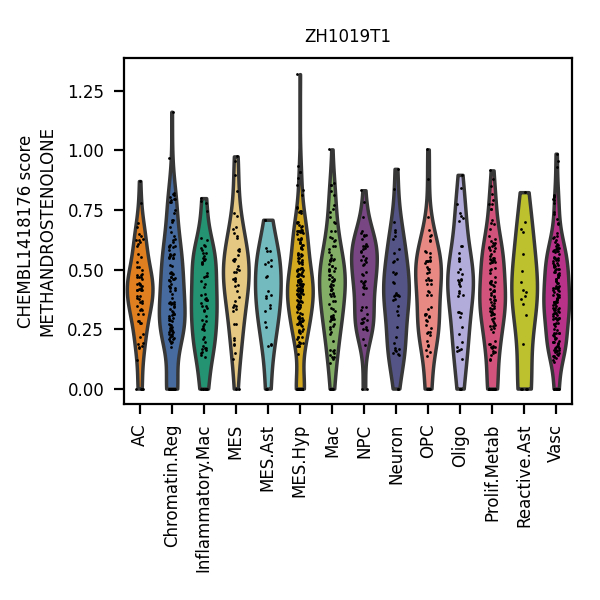 ZH1019T1
CHEMBL1418176 score
METHANDROSTENOLONE
1.25
1.00
0.75
0.50
0.25
0.00
AC
Chromatin.Reg
Inflammatory.Mac
MES
MES.Ast
MES.Hyp
Mac
NPC
Neuron
OPC
Oligo
Prolif.Metab
Reactive.Ast
Vasc